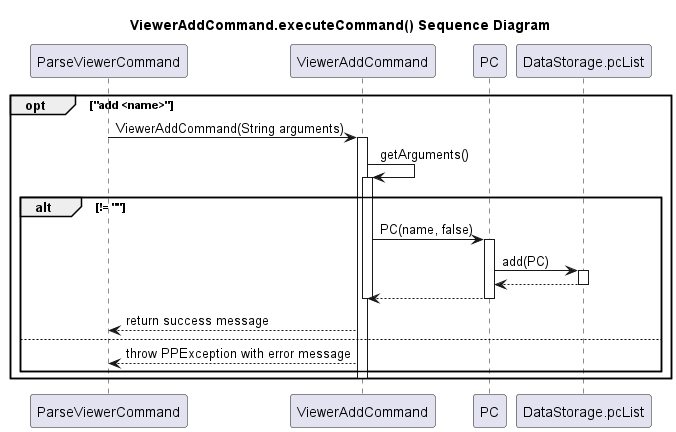 ViewerAddCommand.executeCommand() Sequence Diagram
ParseViewerCommand ViewerAddCommand PC DataStorage.pcList
opt ["add <name>"]
ViewerAddCommand(String arguments)
getArguments()
alt [!= ""]
PC(name, false)
add(PC)
return success message
throw PPException with error message
ParseViewerCommand ViewerAddCommand PC DataStorage.pcList